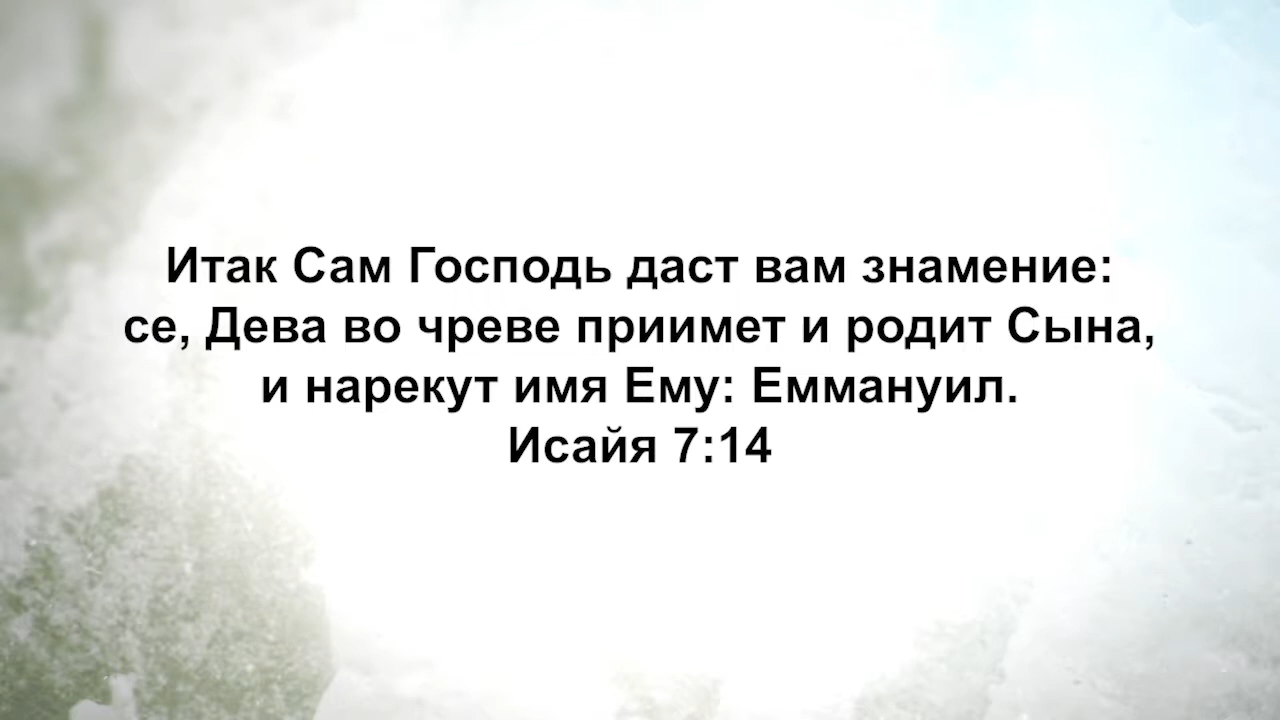 Итак Сам Господь даст вам знамение:
се, Дева во чреве приимет и родит Сына,
и нарекут имя Ему: Еммануил.
Исайя 7:14